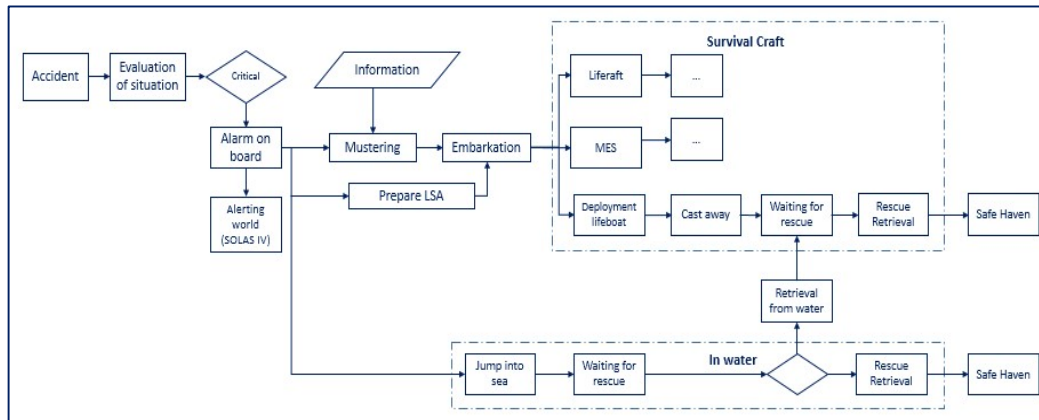 Survival Craft
Accident
Evaluation
of situation
Critical
Information
Liferaft
...
Alarm on
board
Mustering
Embarkation
MES
...
Prepare LSA
Alerting
world
(SOLAS IV)
Deployment
lifeboat
Cast away
Waiting for
rescue
Rescue
Retrieval
Safe Haven
Retrieval
from water
In water
Jump into
sea
Waiting for
rescue
Rescue
Retrieval
Safe Haven